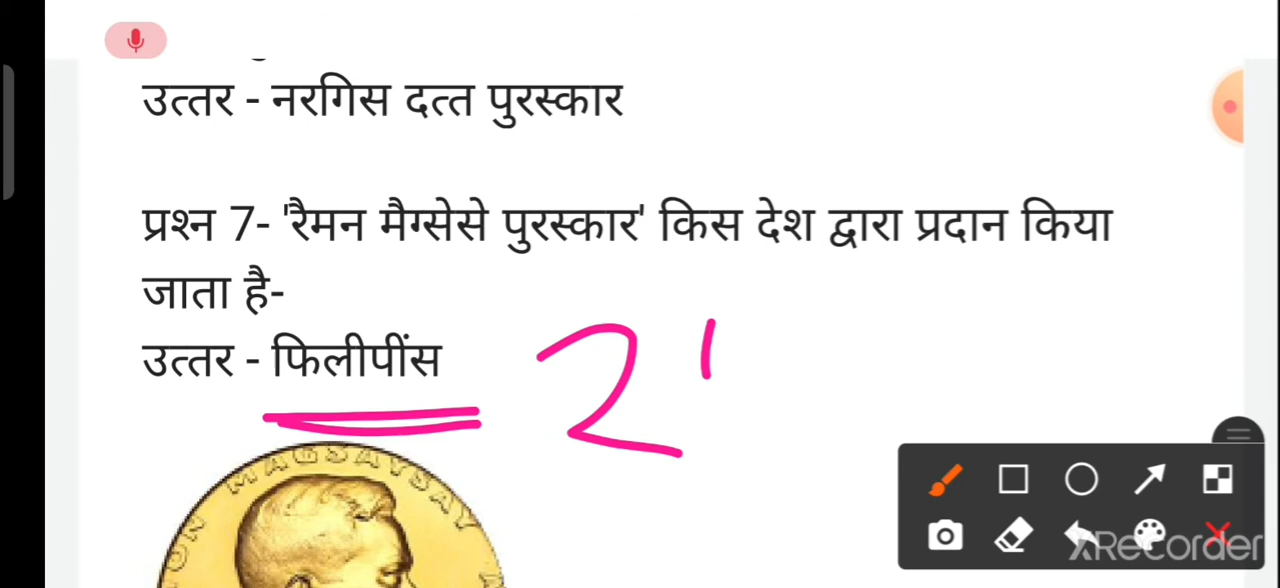 उत्तर - नरगिस दत्त पुरस्कार
प्रश्न 7- 'रैमन मैग्सेसे पुरस्कार' किस देश द्वारा प्रदान किया
जाता है-
उत्तर - फिलीपींस
2'
MAGSAYSAY
XRecorder